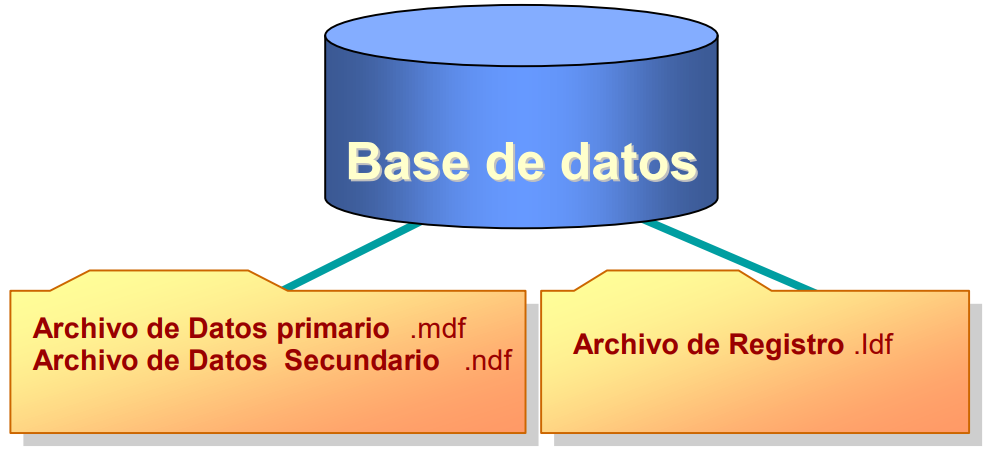 Base de datos
Archivo de Datos primario .mdf
Archivo de Datos Secundario .ndf
Archivo de Registro .ldf